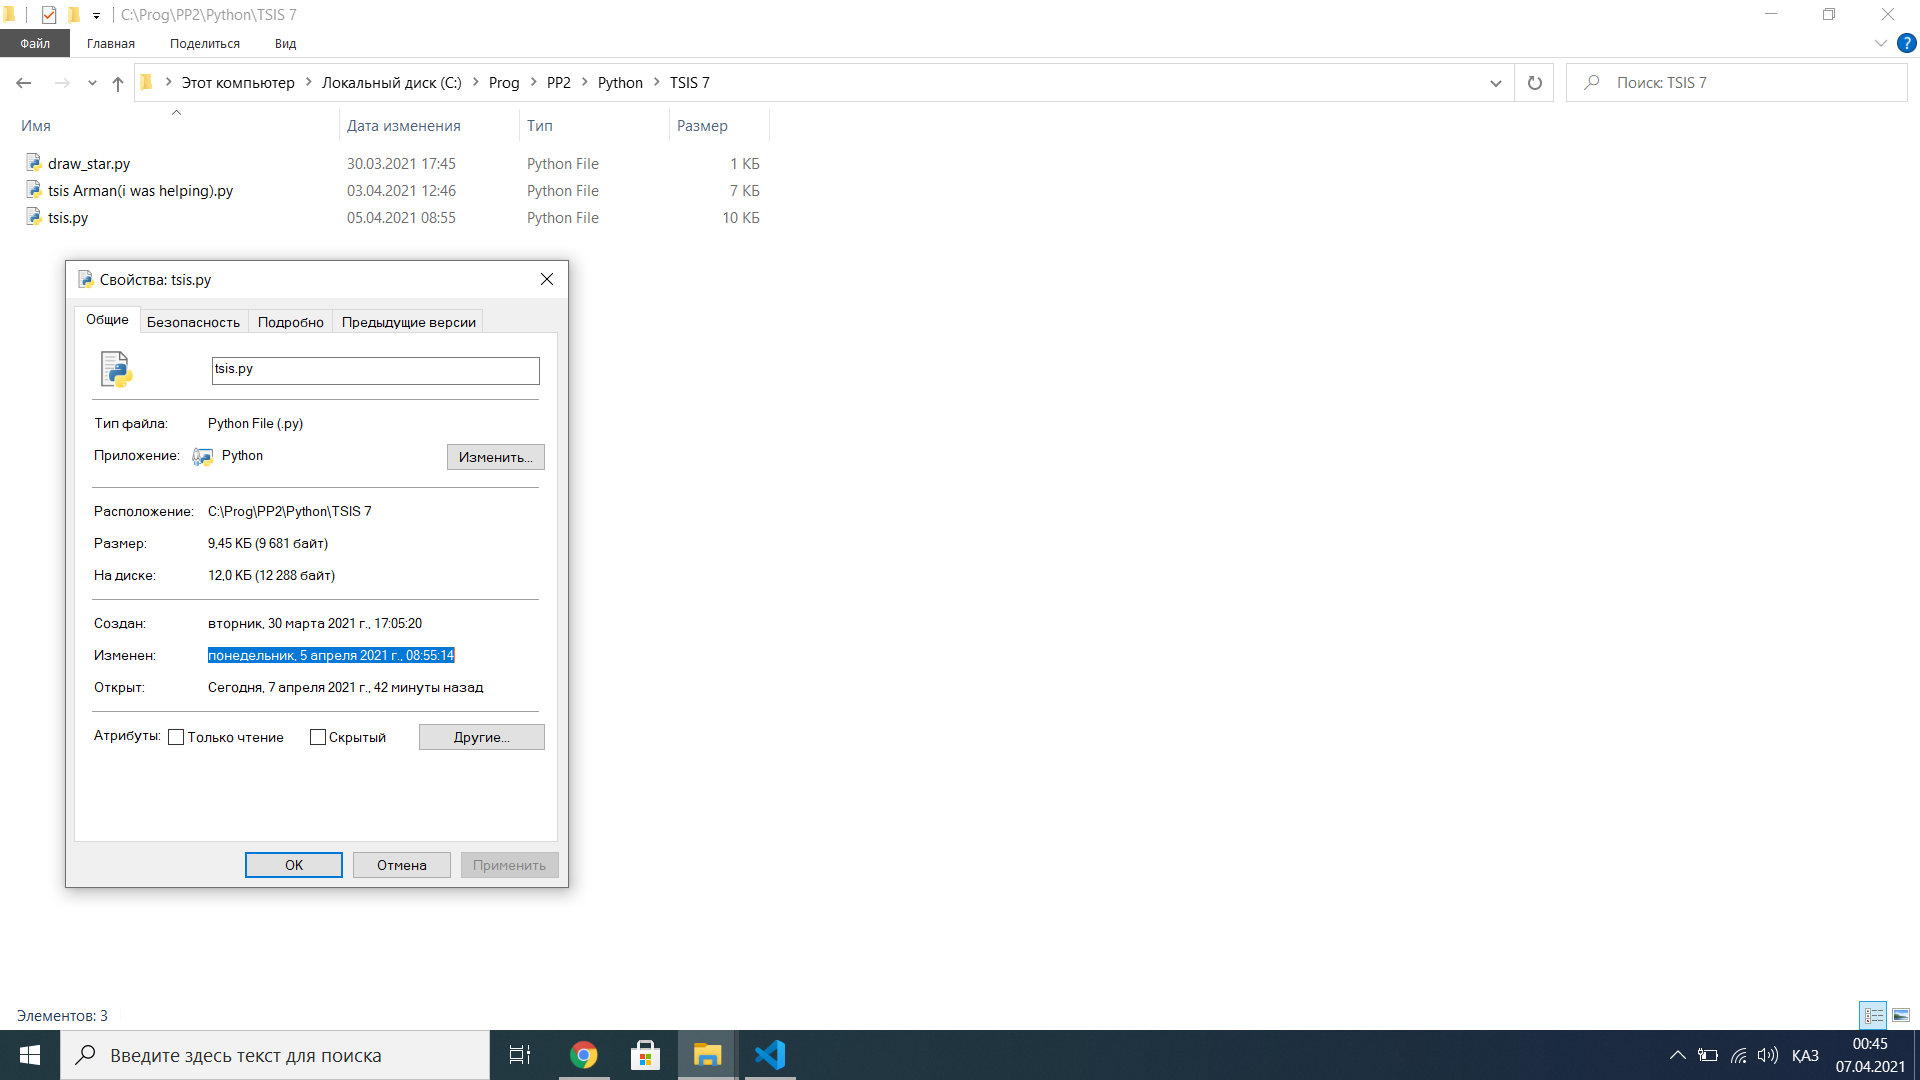 C:\Prog\PP2\Python\TSIS 7
Файл Главная Поделиться Вид
Этот компьютер Локальный диск (C:) Prog PP2 Python TSIS 7
Поиск: TSIS 7
Имя Дата изменения Тип Размер
draw_star.py 30.03.2021 17:45 Python File 1 КБ
tsis Arman(i was helping).py 03.04.2021 12:46 Python File 7 КБ
tsis.py 05.04.2021 08:55 Python File 10 КБ
Свойства: tsis.py
Общие Безопасность Подробно Предыдущие версии
tsis.py
Тип файла: Python File (.py)
Приложение: Python Изменить...
Расположение: C:\Prog\PP2\Python\TSIS 7
Размер: 9,45 КБ (9 681 байт)
На диске: 12,0 КБ (12 288 байт)
Создан: вторник, 30 марта 2021 г., 17:05:20
Изменен: понедельник, 5 апреля 2021 г., 08:55:14
Открыт: Сегодня, 7 апреля 2021 г., 42 минуты назад
Атрибуты: Только чтение Скрытый Другие...
ОК Отмена Применить
Элементов: 3
Введите здесь текст для поиска
ҚАЗ
00:45
07.04.2021